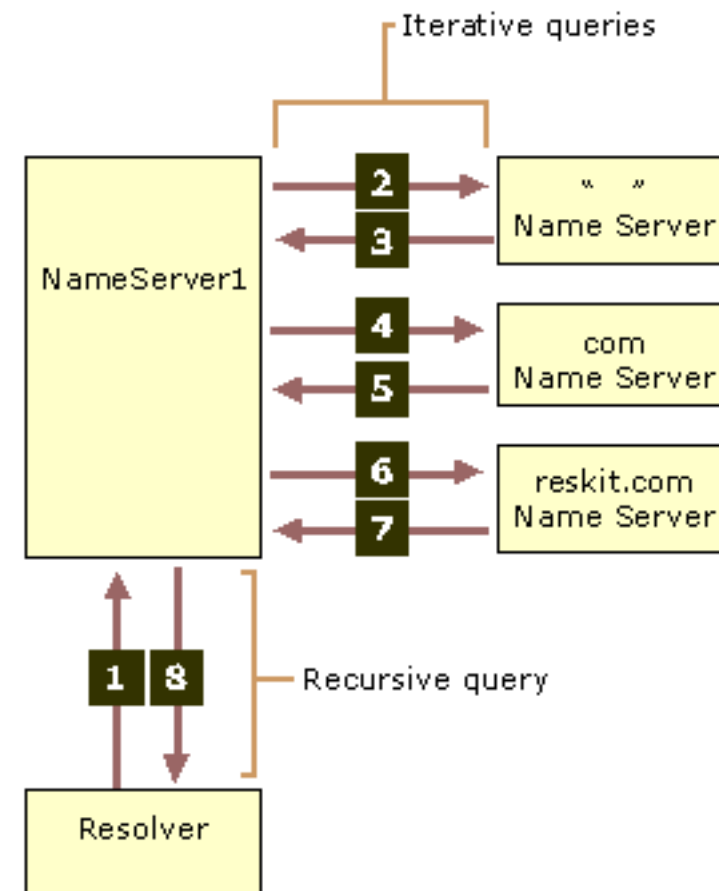 Iterative queries
2
" "
Name Server
3
NameServer1
4
com
Name Server
5
6
reskit.com
Name Server
7
1
8
Recursive query
Resolver